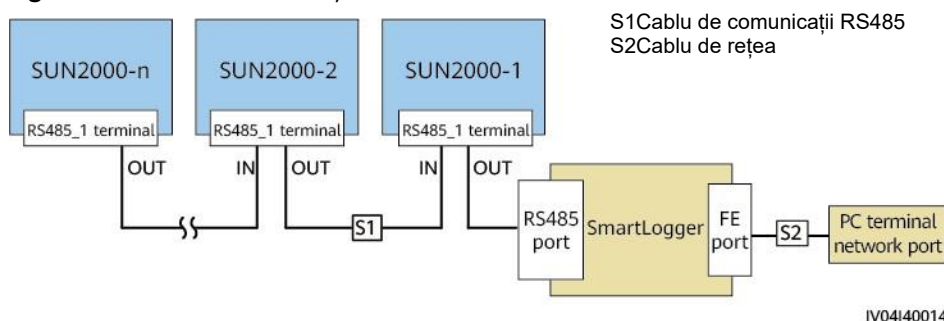 S1Cablu de comunicații RS485
S2Cablu de rețea
SUN2000-n
SUN2000-2
SUN2000-1
RS485_1 terminal
RS485_1 terminal
RS485_1 terminal
OUT
IN
OUT
IN
OUT
S1
RS485
port
SmartLogger
FE
port
S2
PC terminal
network port
IV04I40014